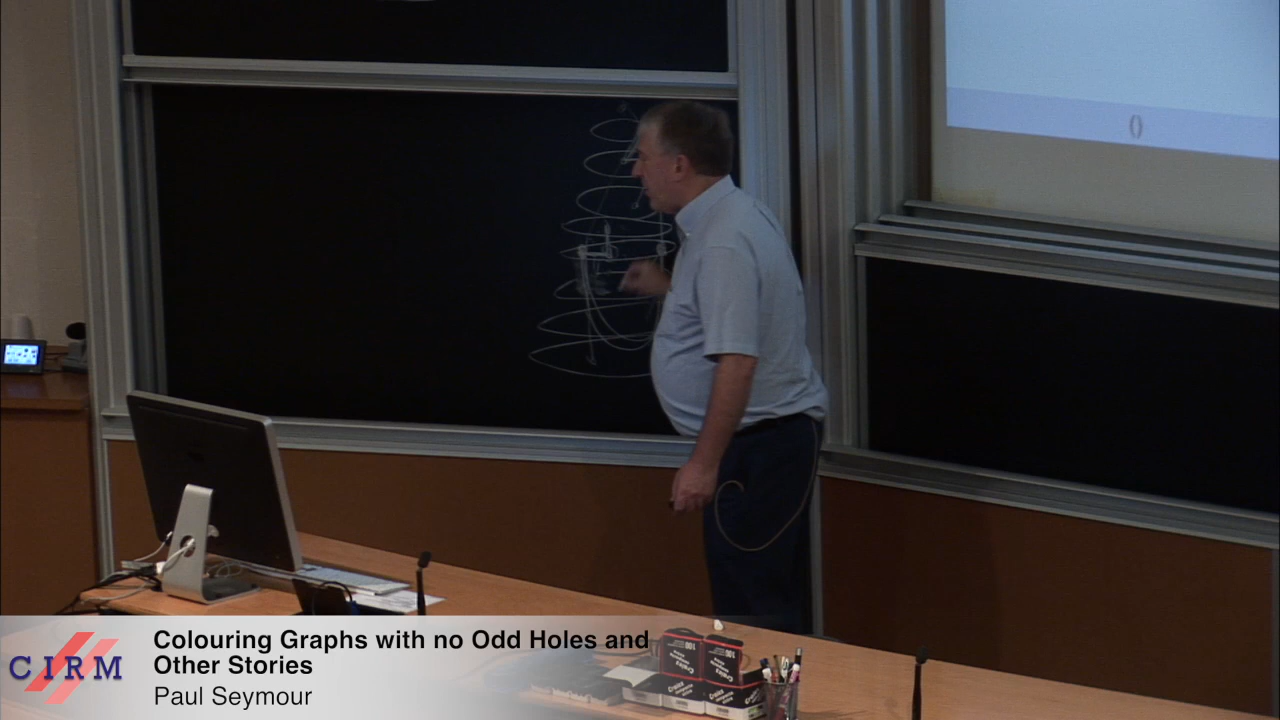 ()
Colouring Graphs with no Odd Holes and
Other Stories
CIRM
Paul Seymour